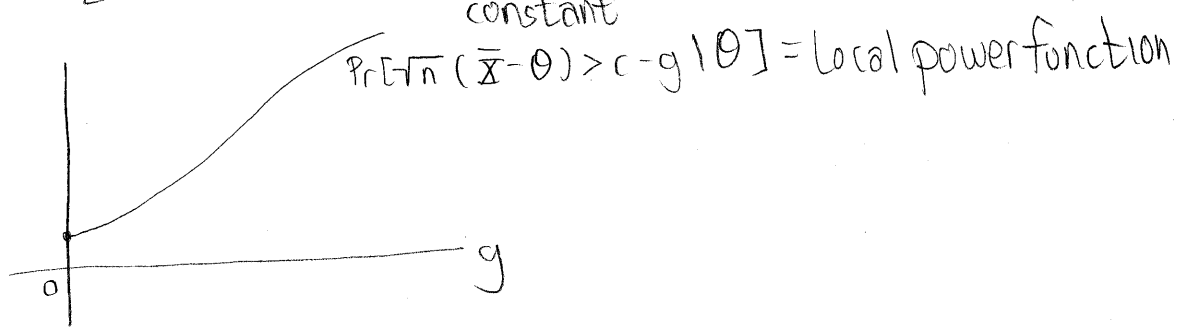 constant
Pr[√n(x̄-θ)>c-g|θ]=Local power function
g
0